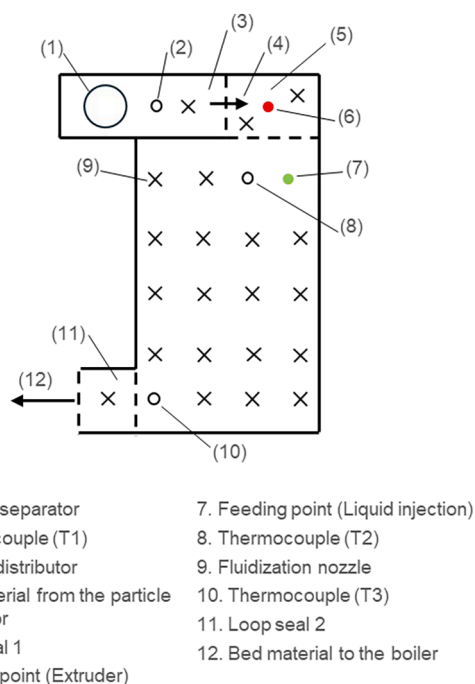 (1)
(2)
(3)
(4)
(5)
(6)
(7)
(8)
(9)
(10)
(11)
(12)
separator
couple (T1)
distributor
erial from the particle
or
al 1
point (Extruder)
7. Feeding point (Liquid injection)
8. Thermocouple (T2)
9. Fluidization nozzle
10. Thermocouple (T3)
11. Loop seal 2
12. Bed material to the boiler